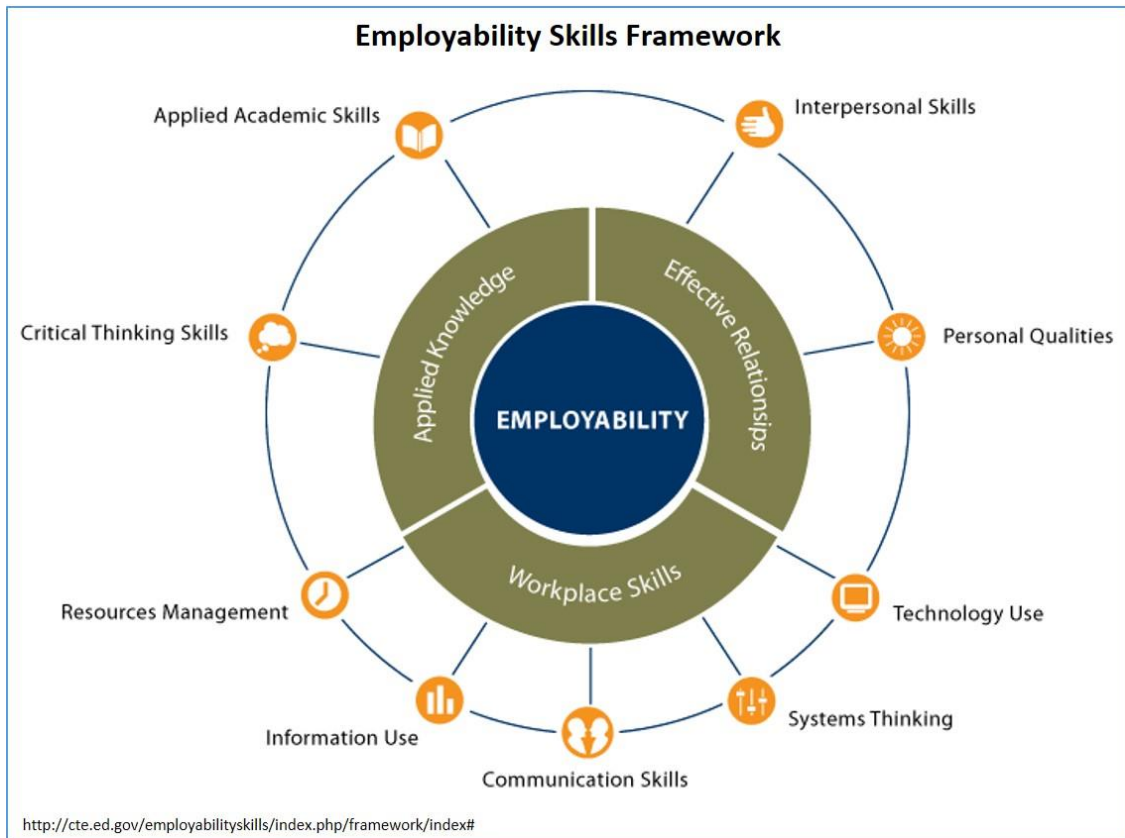 Employability Skills Framework
Applied Academic Skills
Interpersonal Skills
Critical Thinking Skills
Personal Qualities
Applied Knowledge
Effective Relationsips
EMPLOYABILITY
Workplace Skills
Resources Management
Technology Use
Information Use
Systems Thinking
Communication Skills
http://cte.ed.gov/employabilityskills/index.php/framework/index#